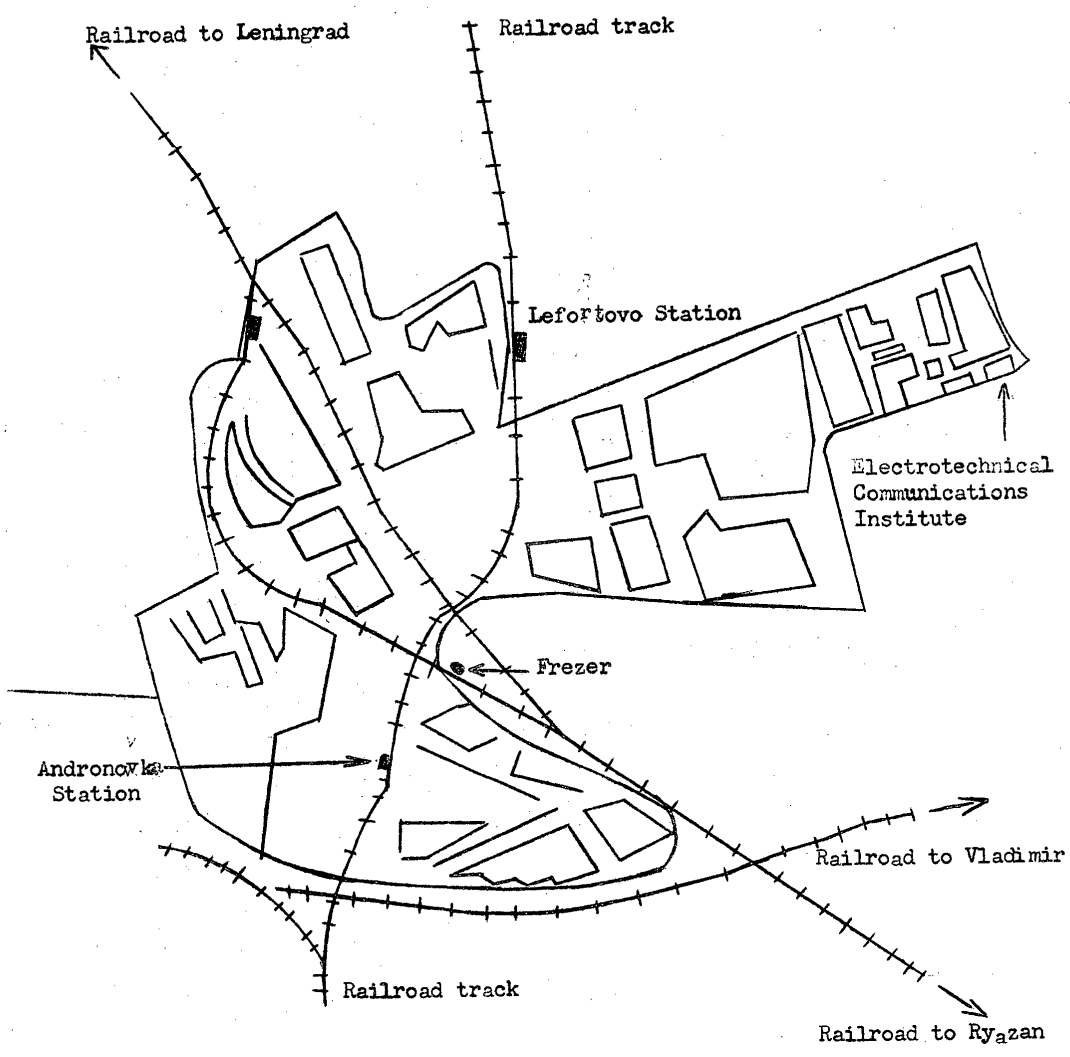 Railroad to Leningrad
Railroad track
Lefortovo Station
Electrotechnical
Communications
Institute
Frezer
Andronovka
Station
Railroad to Vladimir
Railroad track
Railroad to Ryazan